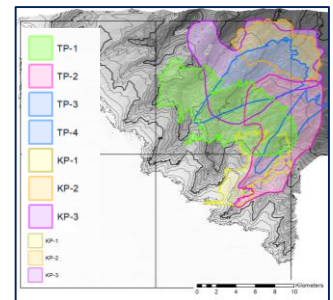 TP-1
TP-2
TP-3
TP-4
KP-1
KP-2
KP-3
KP-1
KP-2
KP-3
Kilometers
0 2 4 6 8 10